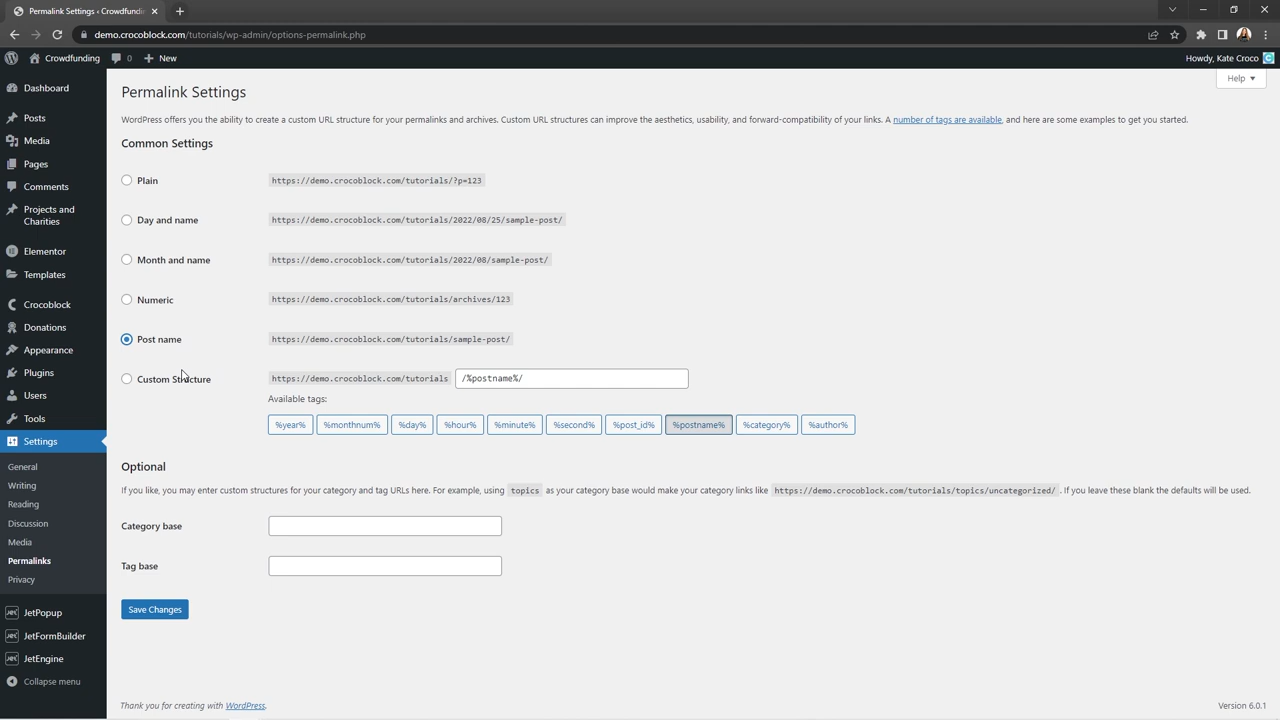 Permalink Settings ‹ Crowdfundin
demo.crocoblock.com/tutorials/wp-admin/options-permalink.php
Crowdfunding
0
New
Howdy, Kate Croco
Dashboard
Posts
Media
Pages
Comments
Projects and
Charities
Elementor
Templates
Crocoblock
Donations
Appearance
Plugins
Users
Tools
Settings
General
Writing
Reading
Discussion
Media
Permalinks
Privacy
JetPopup
JetFormBuilder
JetEngine
Collapse menu
Help
Permalink Settings
WordPress offers you the ability to create a custom URL structure for your permalinks and archives. Custom URL structures can improve the aesthetics, usability, and forward-compatibility of your links. A number of tags are available, and here are some examples to get you started.
Common Settings
Plain https://demo.crocoblock.com/tutorials/?p=123
Day and name https://demo.crocoblock.com/tutorials/2022/08/25/sample-post/
Month and name https://demo.crocoblock.com/tutorials/2022/08/sample-post/
Numeric https://demo.crocoblock.com/tutorials/archives/123
Post name https://demo.crocoblock.com/tutorials/sample-post/
Custom Structure https://demo.crocoblock.com/tutorials /%postname%/
Available tags:
%year% %monthnum% %day% %hour% %minute% %second% %post_id% %postname% %category% %author%
Optional
If you like, you may enter custom structures for your category and tag URLs here. For example, using topics as your category base would make your category links like https://demo.crocoblock.com/tutorials/topics/uncategorized/ . If you leave these blank the defaults will be used.
Category base
Tag base
Save Changes
Thank you for creating with WordPress.
Version 6.0.1